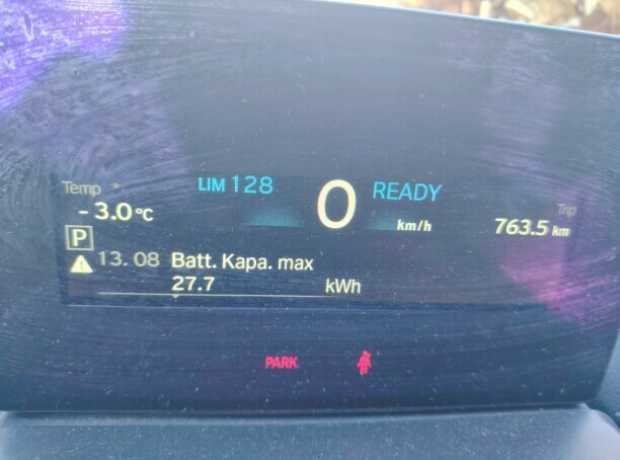 LIM 128
READY
Temp
- 3.0 °C
0
km/h
Trip
763.5 km
P
13. 08 Batt. Kapa. max
27.7 kWh
PARK